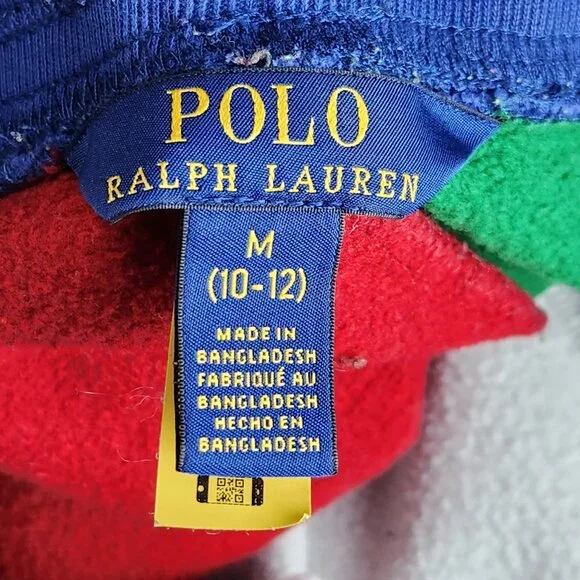 POLO
RALPH LAUREN
M
(10-12)
MADE IN
BANGLADESH
FABRIQUÉ AU
BANGLADESH
HECHO EN
BANGLADESH